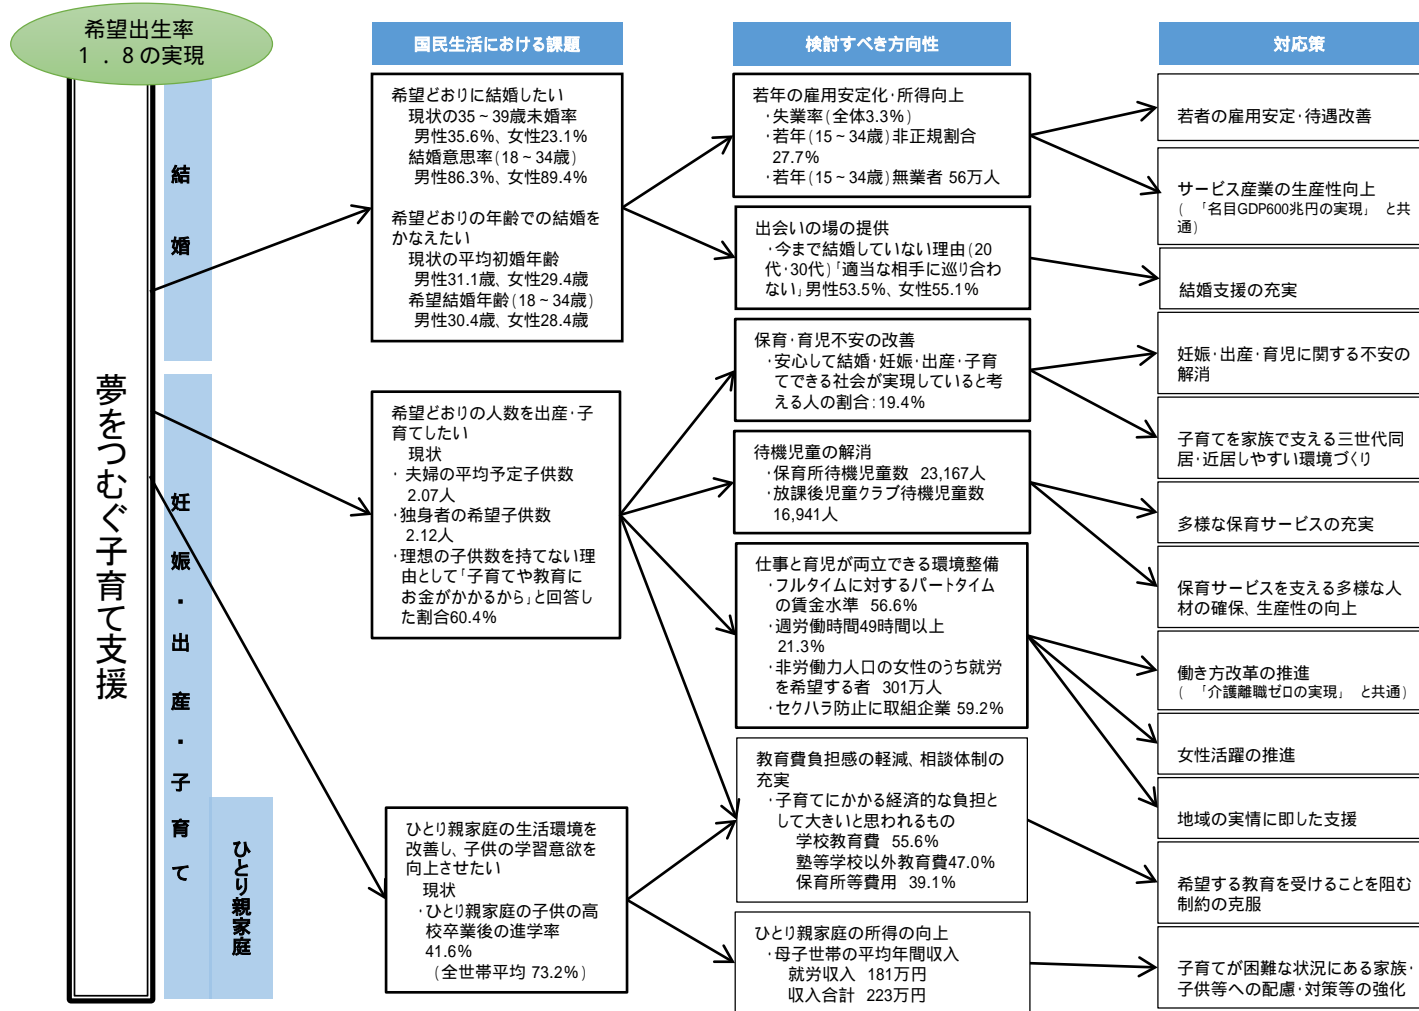 希望出生率
1．8の実現
国民生活における課題
検討すべき方向性
対応策
夢をつむぐ子育て支援
結婚
妊娠・出産・子育て
ひとり親家庭
希望どおりに結婚したい
現状の35~39歳未婚率
男性35.6%、女性23.1%
結婚意思率(18~34歳)
男性86.3%、女性89.4%
希望どおりの年齢での結婚を
かなえたい
現状の平均初婚年齢
男性31.1歳、女性29.4歳
希望結婚年齢(18~34歳)
男性30.4歳、女性28.4歳
希望どおりの人数を出産・子
育てしたい
現状
・夫婦の平均予定子供数
2.07人
・独身者の希望子供数
2.12人
・理想の子供数を持てない理
由として「子育てや教育に
お金がかかるから」と回答し
た割合60.4%
ひとり親家庭の生活環境を
改善し、子供の学習意欲を
向上させたい
現状
・ひとり親家庭の子供の高
校卒業後の進学率
41.6%
(全世帯平均 73.2%)
若年の雇用安定化・所得向上
・失業率(全体3.3%)
・若年(15~34歳)非正規割合
27.7%
・若年(15~34歳)無業者 56万人
出会いの場の提供
・今まで結婚していない理由(20
代・30代)「適当な相手に巡り合わ
ない」男性53.5%、女性55.1%
保育・育児不安の改善
・安心して結婚・妊娠・出産・子育
てできる社会が実現していると考
える人の割合:19.4%
待機児童の解消
・保育所待機児童数 23,167人
・放課後児童クラブ待機児童数
16,941人
仕事と育児が両立できる環境整備
・フルタイムに対するパートタイム
の賃金水準 56.6%
・週労働時間49時間以上
21.3%
・非労働力人口の女性のうち就労
を希望する者 301万人
・セクハラ防止に取組企業 59.2%
教育費負担感の軽減、相談体制の
充実
・子育てにかかる経済的な負担と
して大きいと思われるもの
学校教育費 55.6%
塾等学校以外教育費47.0%
保育所等費用 39.1%
ひとり親家庭の所得の向上
・母子世帯の平均年間収入
就労収入 181万円
収入合計 223万円
若者の雇用安定・待遇改善
サービス産業の生産性向上
( 「名目GDP600兆円の実現」 と共
通)
結婚支援の充実
妊娠・出産・育児に関する不安の
解消
子育てを家族で支える三世代同
居・近居しやすい環境づくり
多様な保育サービスの充実
保育サービスを支える多様な人
材の確保、生産性の向上
働き方改革の推進
( 「介護離職ゼロの実現」 と共通)
女性活躍の推進
地域の実情に即した支援
希望する教育を受けることを阻む
制約の克服
子育てが困難な状況にある家族・
子供等への配慮・対策等の強化